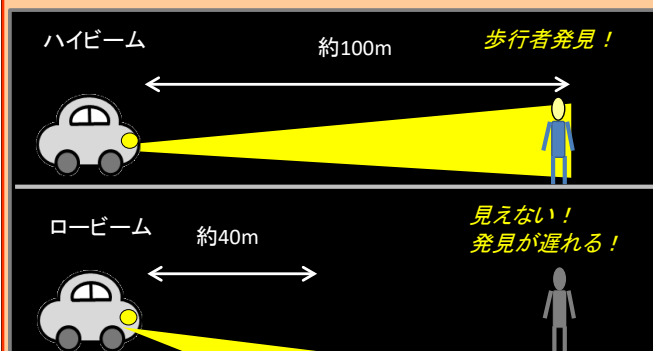 ハイビーム
約100m
歩行者発見！
ロービーム
約40m
見えない！
発見が遅れる！